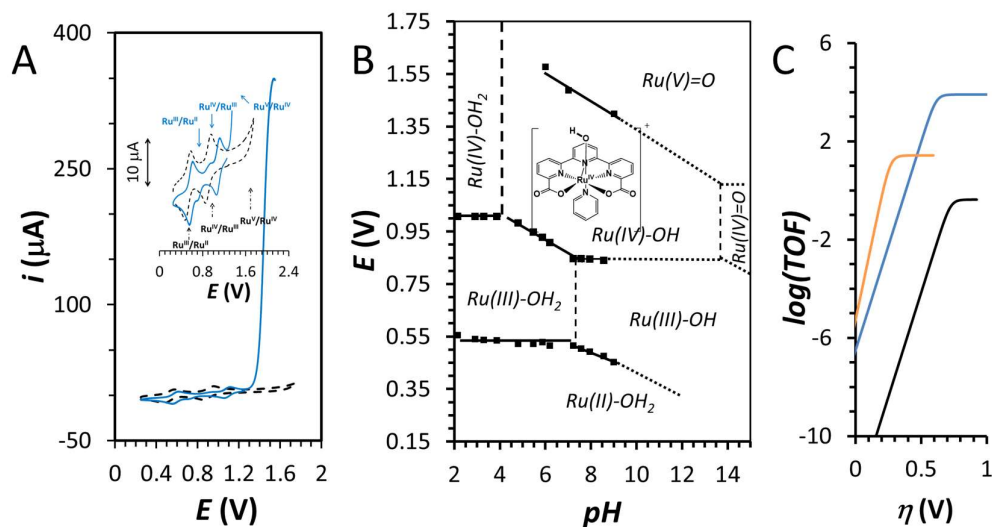 A
400
250
100
-50
i (μA)
0
0.4
0.8
1.2
1.6
2
E (V)
10 μA
Ru^III/Ru^II
Ru^IV/Ru^III
Ru^V/Ru^IV
Ru^III/Ru^II
Ru^IV/Ru^III
Ru^V/Ru^IV
0
0.8
1.6
2.4
E (V)
B
1.75
1.55
1.35
1.15
0.95
0.75
0.55
0.35
0.15
E (V)
2
4
6
8
10
12
14
pH
Ru(IV)-OH₂
Ru(V)=O
Ru(IV)-OH
Ru(IV)=O
Ru(III)-OH₂
Ru(III)-OH
Ru(II)-OH₂
+
H
O
N
N
N
O
Ru^IV
O
O
O
N
C
6
2
-2
-6
-10
log(TOF)
0
0.5
1
η (V)